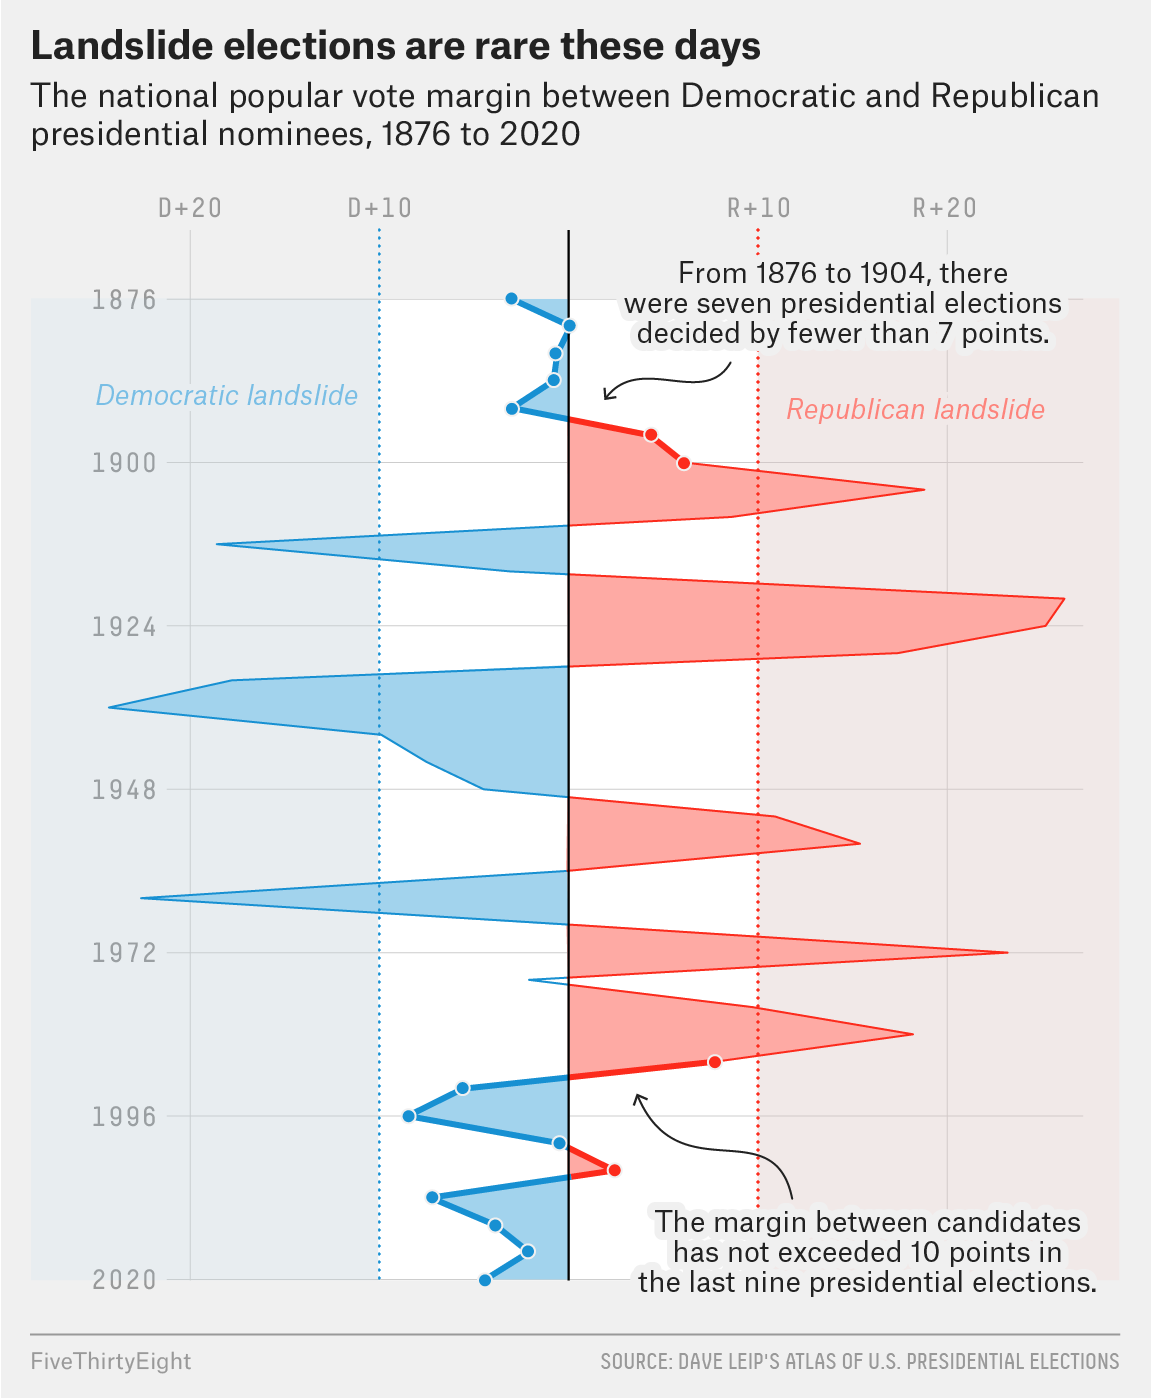 Landslide elections are rare these days
The national popular vote margin between Democratic and Republican
presidential nominees, 1876 to 2020
D+20 D+10 R+10 R+20
From 1876 to 1904, there
were seven presidential elections
decided by fewer than 7 points.
1876
Democratic landslide
Republican landslide
1900
1924
1948
1972
1996
The margin between candidates
has not exceeded 10 points in
the last nine presidential elections.
2020
FiveThirtyEight
SOURCE: DAVE LEIP'S ATLAS OF U.S. PRESIDENTIAL ELECTIONS